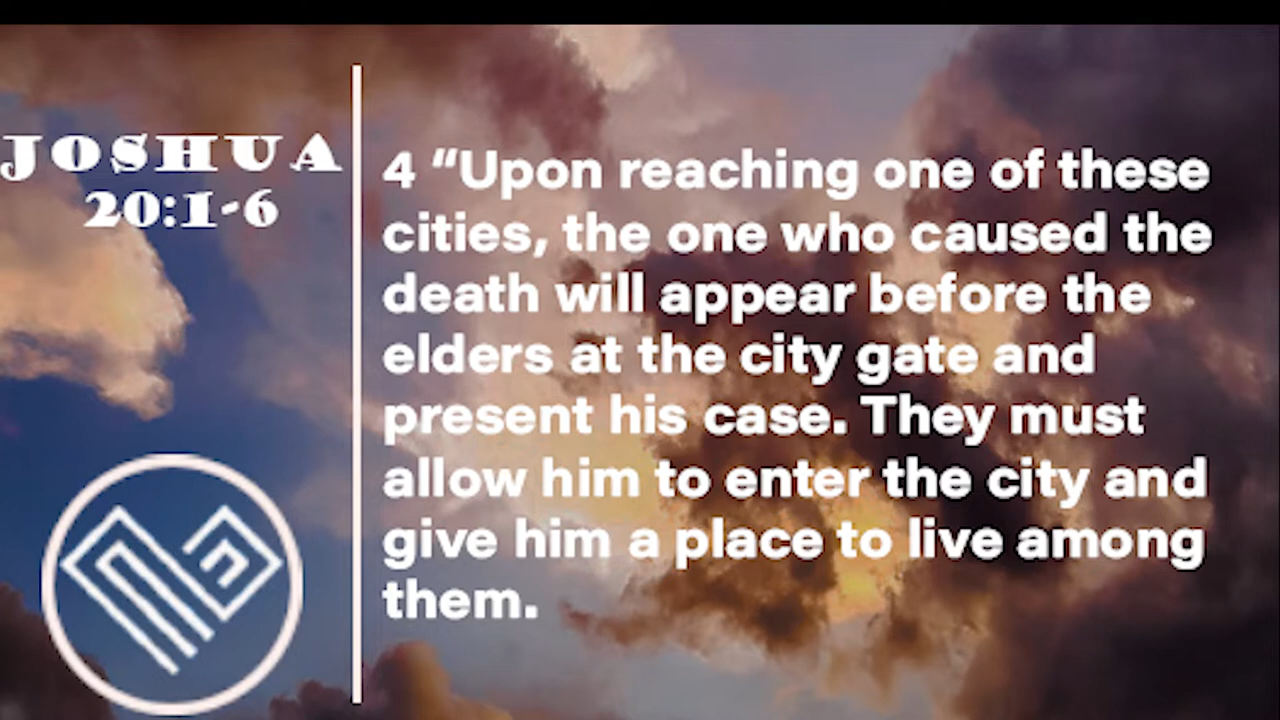 JOSHUA
20:1-6
4 “Upon reaching one of these
cities, the one who caused the
death will appear before the
elders at the city gate and
present his case. They must
allow him to enter the city and
give him a place to live among
them.